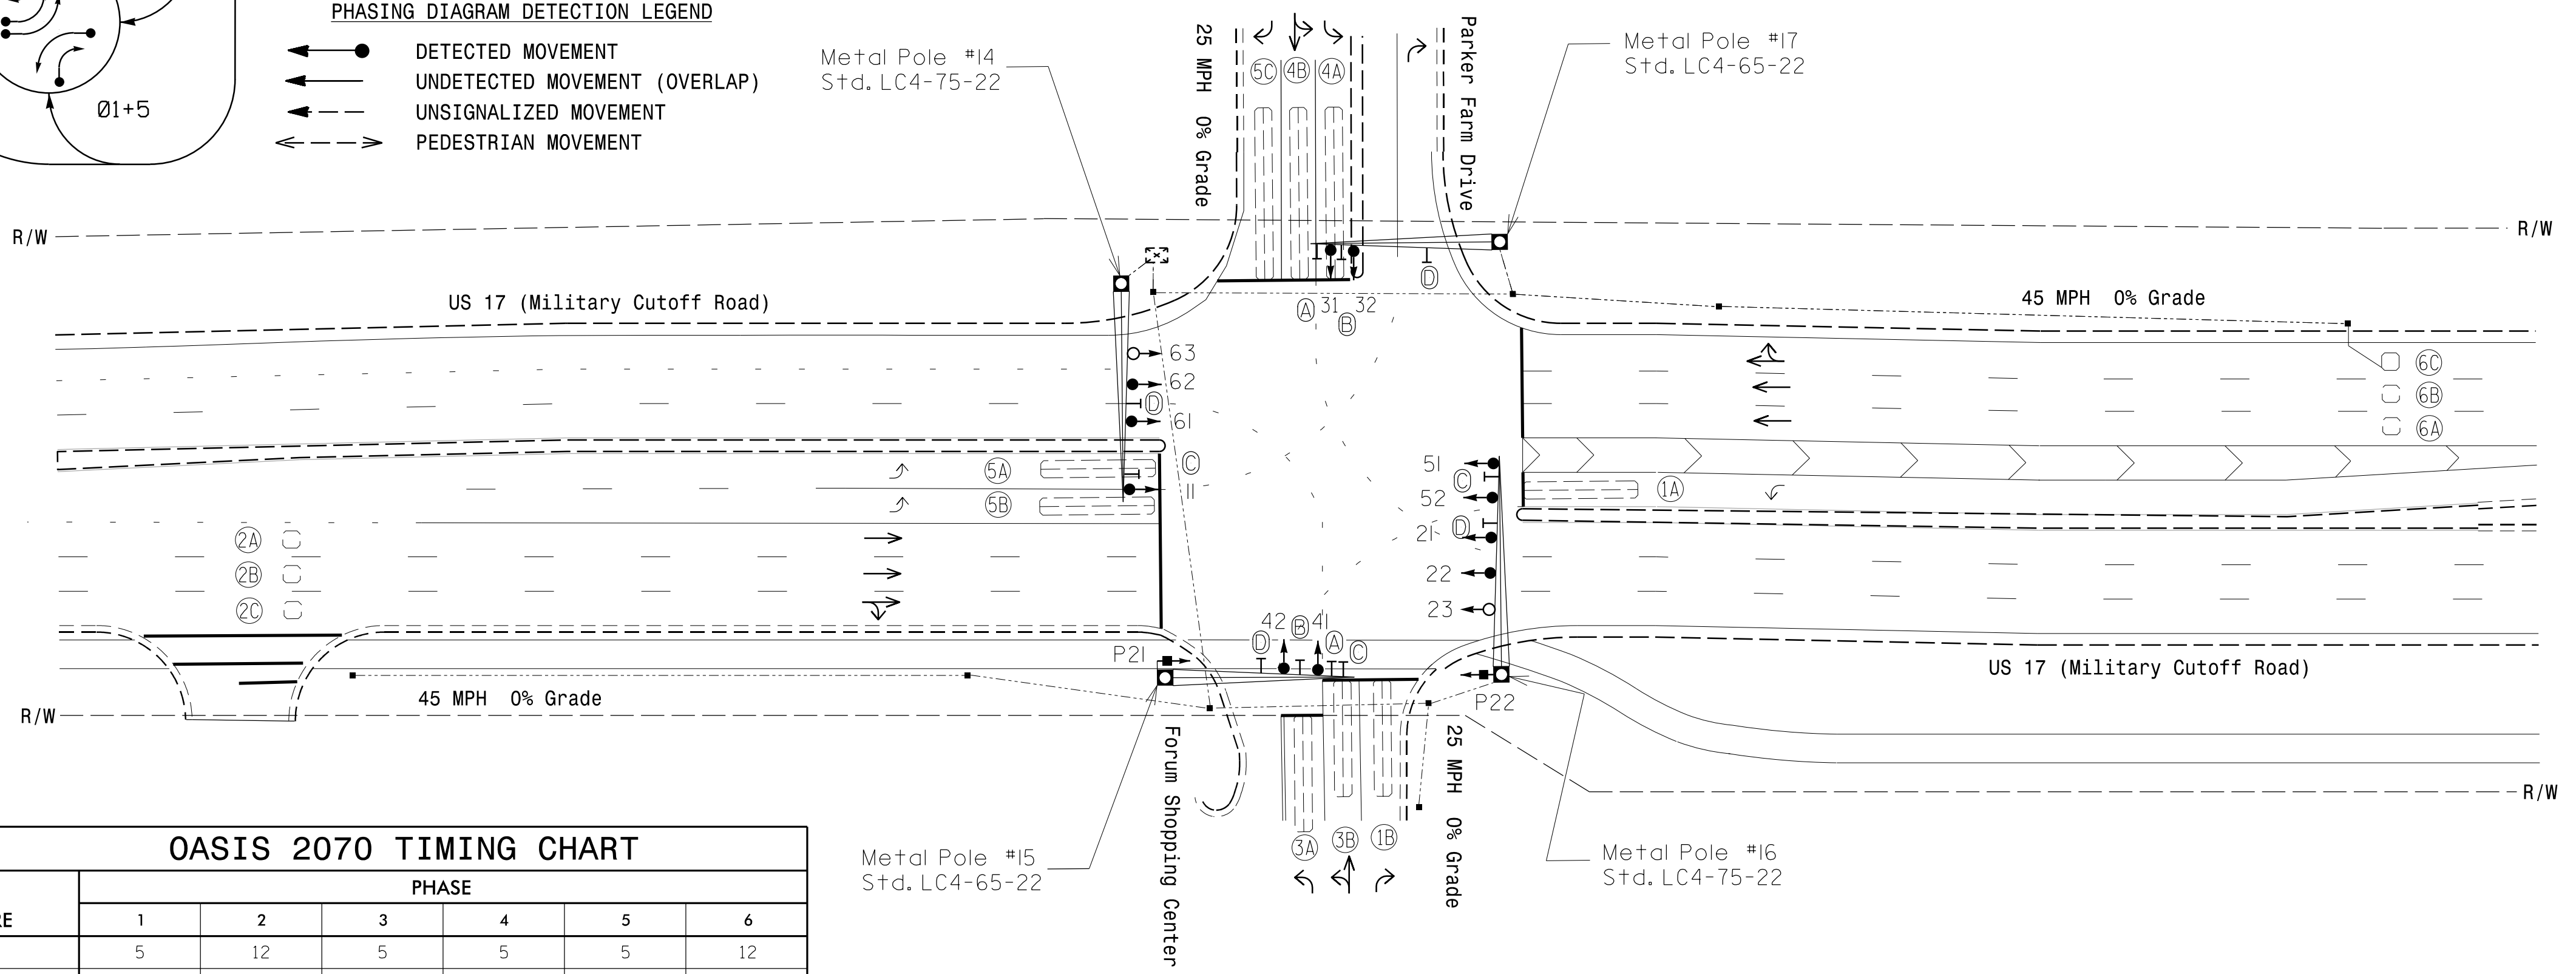 PHASING DIAGRAM DETECTION LEGEND
DETECTED MOVEMENT
UNDETECTED MOVEMENT (OVERLAP)
UNSIGNALIZED MOVEMENT
PEDESTRIAN MOVEMENT
Ø1+5
Metal Pole #14
Std. LC4-75-22
25 MPH 0% Grade
5C 4B 4A
Parker Farm Drive
Metal Pole #17
Std. LC4-65-22
R/W
R/W
D
US 17 (Military Cutoff Road)
45 MPH 0% Grade
A 31 32
B
63
62
D
61
6C
6B
6A
5A
C
11
5B
51
C
52
D
21
22
23
1A
2A
2B
2C
42 B 41
D A C
P21
P22
45 MPH 0% Grade
US 17 (Military Cutoff Road)
R/W
R/W
Forum Shopping Center
25 MPH 0% Grade
3A 3B 1B
Metal Pole #15
Std. LC4-65-22
Metal Pole #16
Std. LC4-75-22
OASIS 2070 TIMING CHART
PHASE
RE 1 2 3 4 5 6
5 12 5 5 5 12